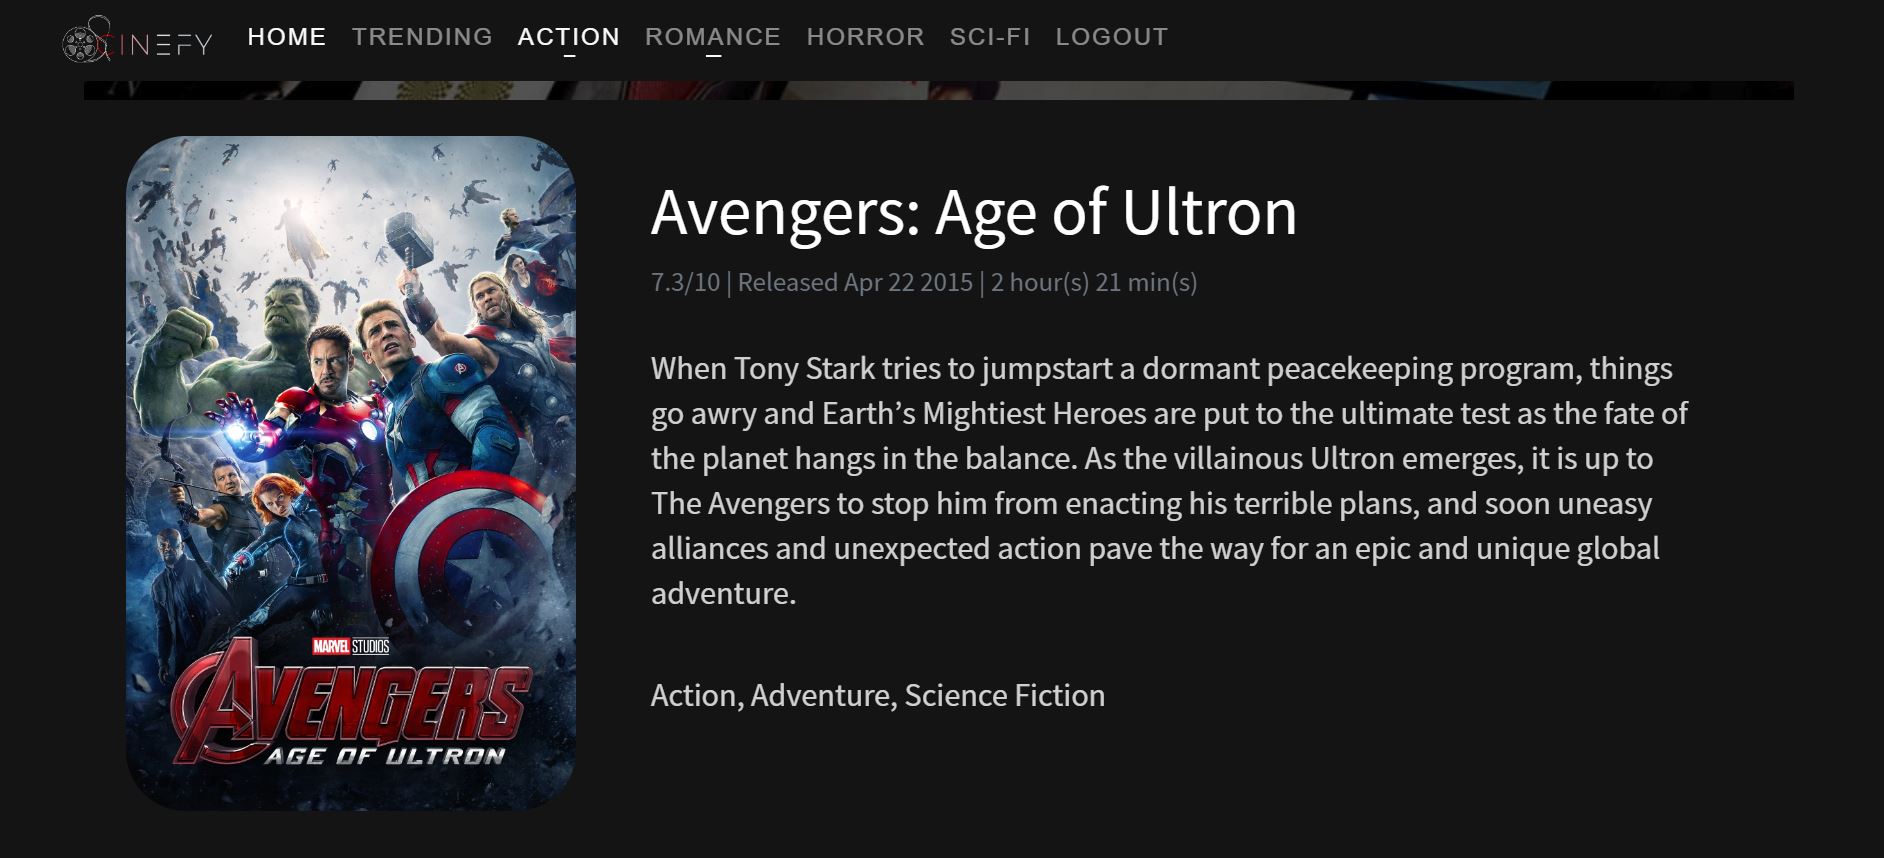 CINEFY HOME TRENDING ACTION ROMANCE HORROR SCI-FI LOGOUT
Avengers: Age of Ultron
7.3/10 | Released Apr 22 2015 | 2 hour(s) 21 min(s)
When Tony Stark tries to jumpstart a dormant peacekeeping program, things
go awry and Earth’s Mightiest Heroes are put to the ultimate test as the fate of
the planet hangs in the balance. As the villainous Ultron emerges, it is up to
The Avengers to stop him from enacting his terrible plans, and soon uneasy
alliances and unexpected action pave the way for an epic and unique global
adventure.
Action, Adventure, Science Fiction
MARVEL STUDIOS
AVENGERS
AGE OF ULTRON